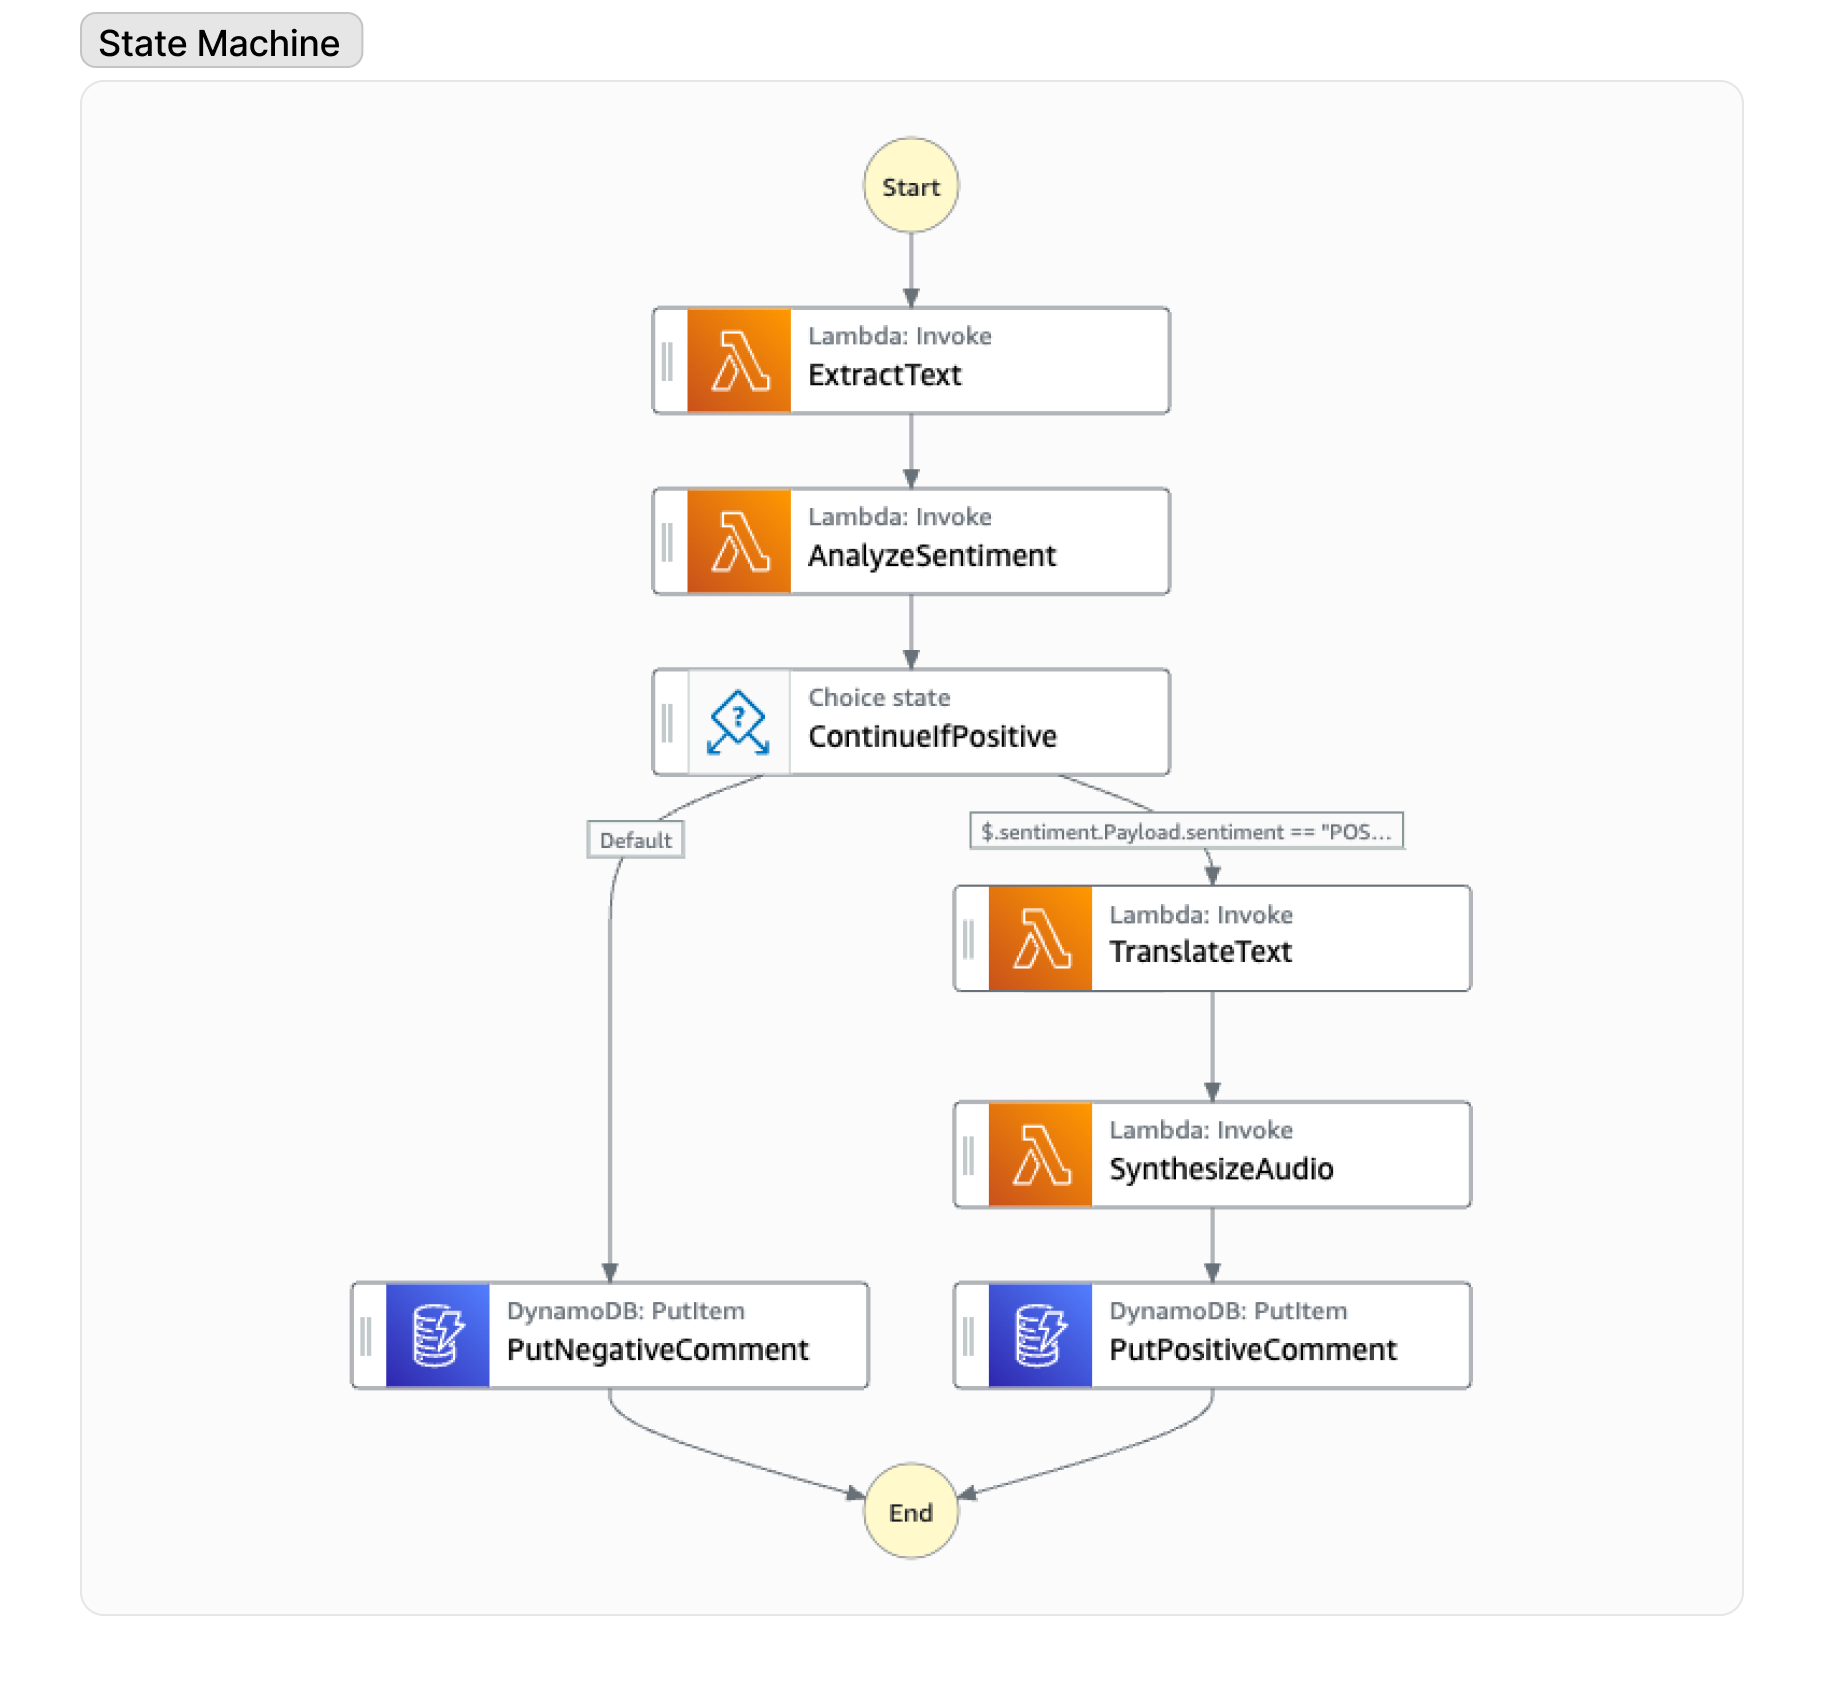 State Machine
Start
Lambda: Invoke
ExtractText
Lambda: Invoke
AnalyzeSentiment
Choice state
ContinueIfPositive
Default
$.sentiment.Payload.sentiment == "POS...
Lambda: Invoke
TranslateText
Lambda: Invoke
SynthesizeAudio
DynamoDB: PutItem
PutNegativeComment
DynamoDB: PutItem
PutPositiveComment
End